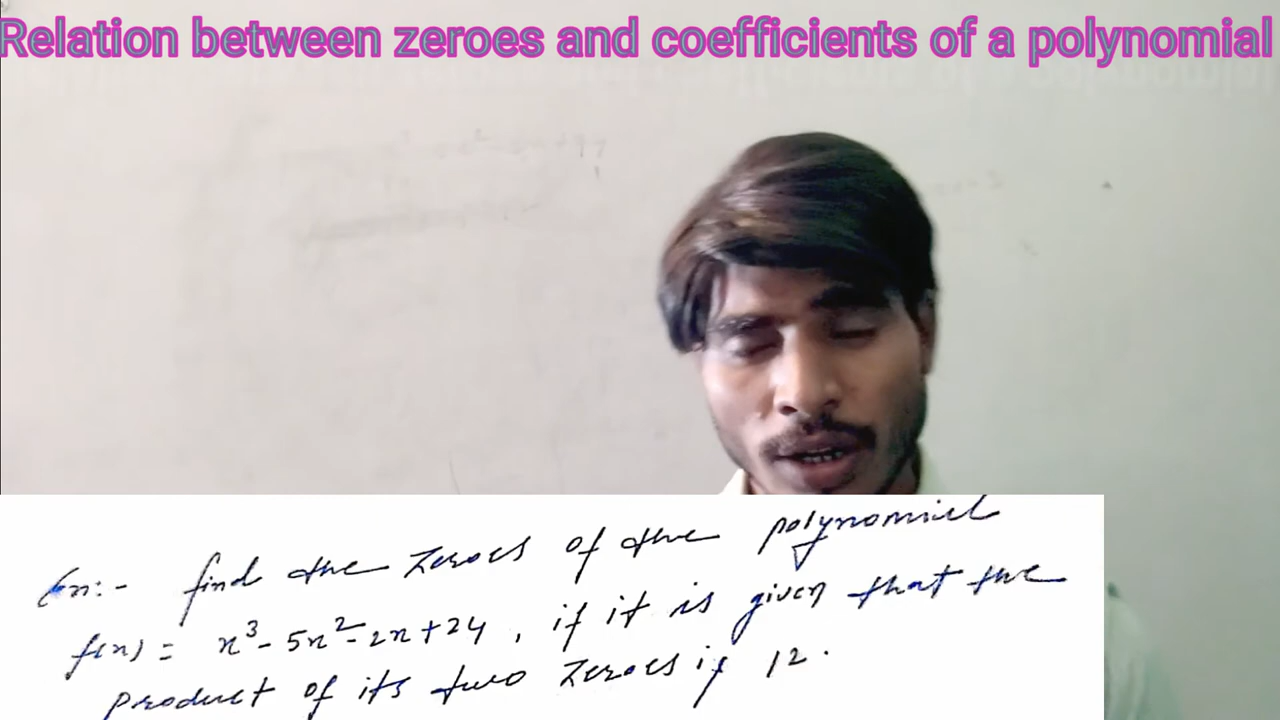 Relation between zeroes and coefficients of a polynomial
Ex:- find the zeroes of the polynomial
f(x) = x³ - 5x² - 2x + 24, if it is given that the
product of its two zeroes is 12.